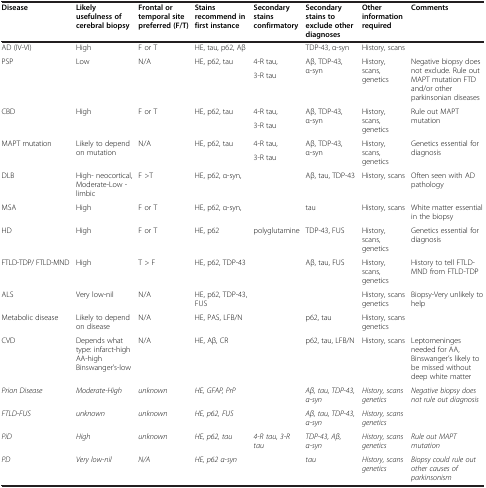 Disease Likely usefulness of cerebral biopsy Frontal or temporal site preferred (F/T) Stains recommend in first instance Secondary stains confirmatory Secondary stains to exclude other diagnoses Other information required Comments
AD (IV-VI) High F or T HE, tau, p62, Aβ TDP-43, α-syn History, scans
PSP Low N/A HE, p62, tau 4-R tau, 3-R tau Aβ, TDP-43, α-syn History, scans, genetics Negative biopsy does not exclude. Rule out MAPT mutation FTD and/or other parkinsonian diseases
CBD High F or T HE, p62, tau 4-R tau, 3-R tau Aβ, TDP-43, α-syn History, scans, genetics Rule out MAPT mutation
MAPT mutation Likely to depend on mutation N/A HE, p62, tau 4-R tau, 3-R tau Aβ, TDP-43, α-syn History, scans, genetics Genetics essential for diagnosis
DLB High- neocortical, Moderate-Low - limbic F >T HE, p62, α-syn, Aβ, tau, TDP-43 History, scans Often seen with AD pathology
MSA High F or T HE, p62, α-syn, tau History, scans White matter essential in the biopsy
HD High F or T HE, p62 polyglutamine TDP-43, FUS History, scans, genetics Genetics essential for diagnosis
FTLD-TDP/ FTLD-MND High T > F HE, p62, TDP-43 Aβ, tau, FUS History, scans, genetics History to tell FTLD-MND from FTLD-TDP
ALS Very low-nil N/A HE, p62, TDP-43, FUS History, scans genetics Biopsy-Very unlikely to help
Metabolic disease Likely to depend on disease N/A HE, PAS, LFB/N p62, tau History, scans genetics
CVD Depends what type: infarct-high AA-high Binswanger's-low N/A HE, Aβ, CR p62, tau, LFB/N History, scans Leptomeninges needed for AA, Binswanger's likely to be missed without deep white matter
Prion Disease Moderate-High unknown HE, GFAP, PrP Aβ, tau, TDP-43, α-syn History, scans genetics Negative biopsy does not rule out diagnosis
FTLD-FUS unknown unknown HE, p62, FUS Aβ, tau, TDP-43, α-syn History, scans genetics
PiD High unknown HE, p62, tau 4-R tau, 3-R tau TDP-43, Aβ, α-syn History, scans genetics Rule out MAPT mutation
PD Very low-nil N/A HE, p62 α-syn tau History, scans genetics Biopsy could rule out other causes of parkinsonism